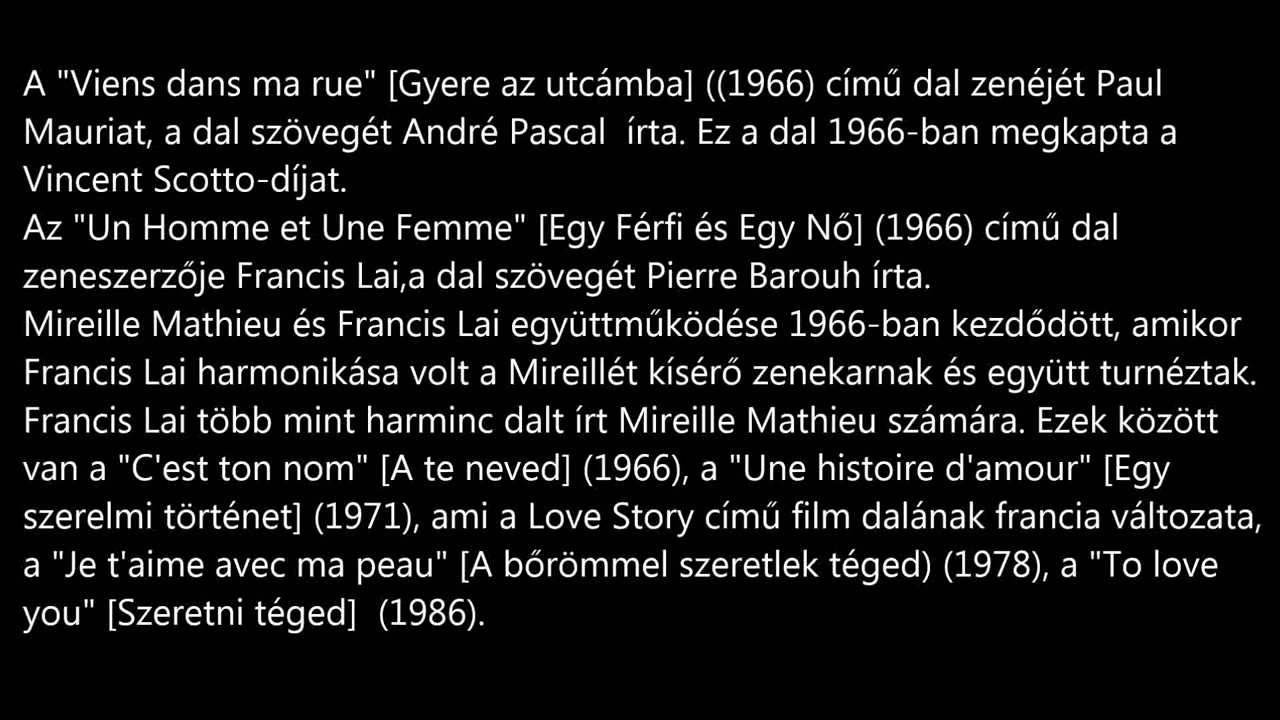 A "Viens dans ma rue" [Gyere az utcámba] ((1966) című dal zenéjét Paul
Mauriat, a dal szövegét André Pascal  írta. Ez a dal 1966-ban megkapta a
Vincent Scotto-díjat.
Az "Un Homme et Une Femme" [Egy Férfi és Egy Nő] (1966) című dal
zeneszerzője Francis Lai,a dal szövegét Pierre Barouh írta.
Mireille Mathieu és Francis Lai együttműködése 1966-ban kezdődött, amikor
Francis Lai harmonikása volt a Mireillét kísérő zenekarnak és együtt turnéztak.
Francis Lai több mint harminc dalt írt Mireille Mathieu számára. Ezek között
van a "C'est ton nom" [A te neved] (1966), a "Une histoire d'amour" [Egy
szerelmi történet] (1971), ami a Love Story című film dalának francia változata,
a "Je t'aime avec ma peau" [A bőrömmel szeretlek téged) (1978), a "To love
you" [Szeretni téged]  (1986).